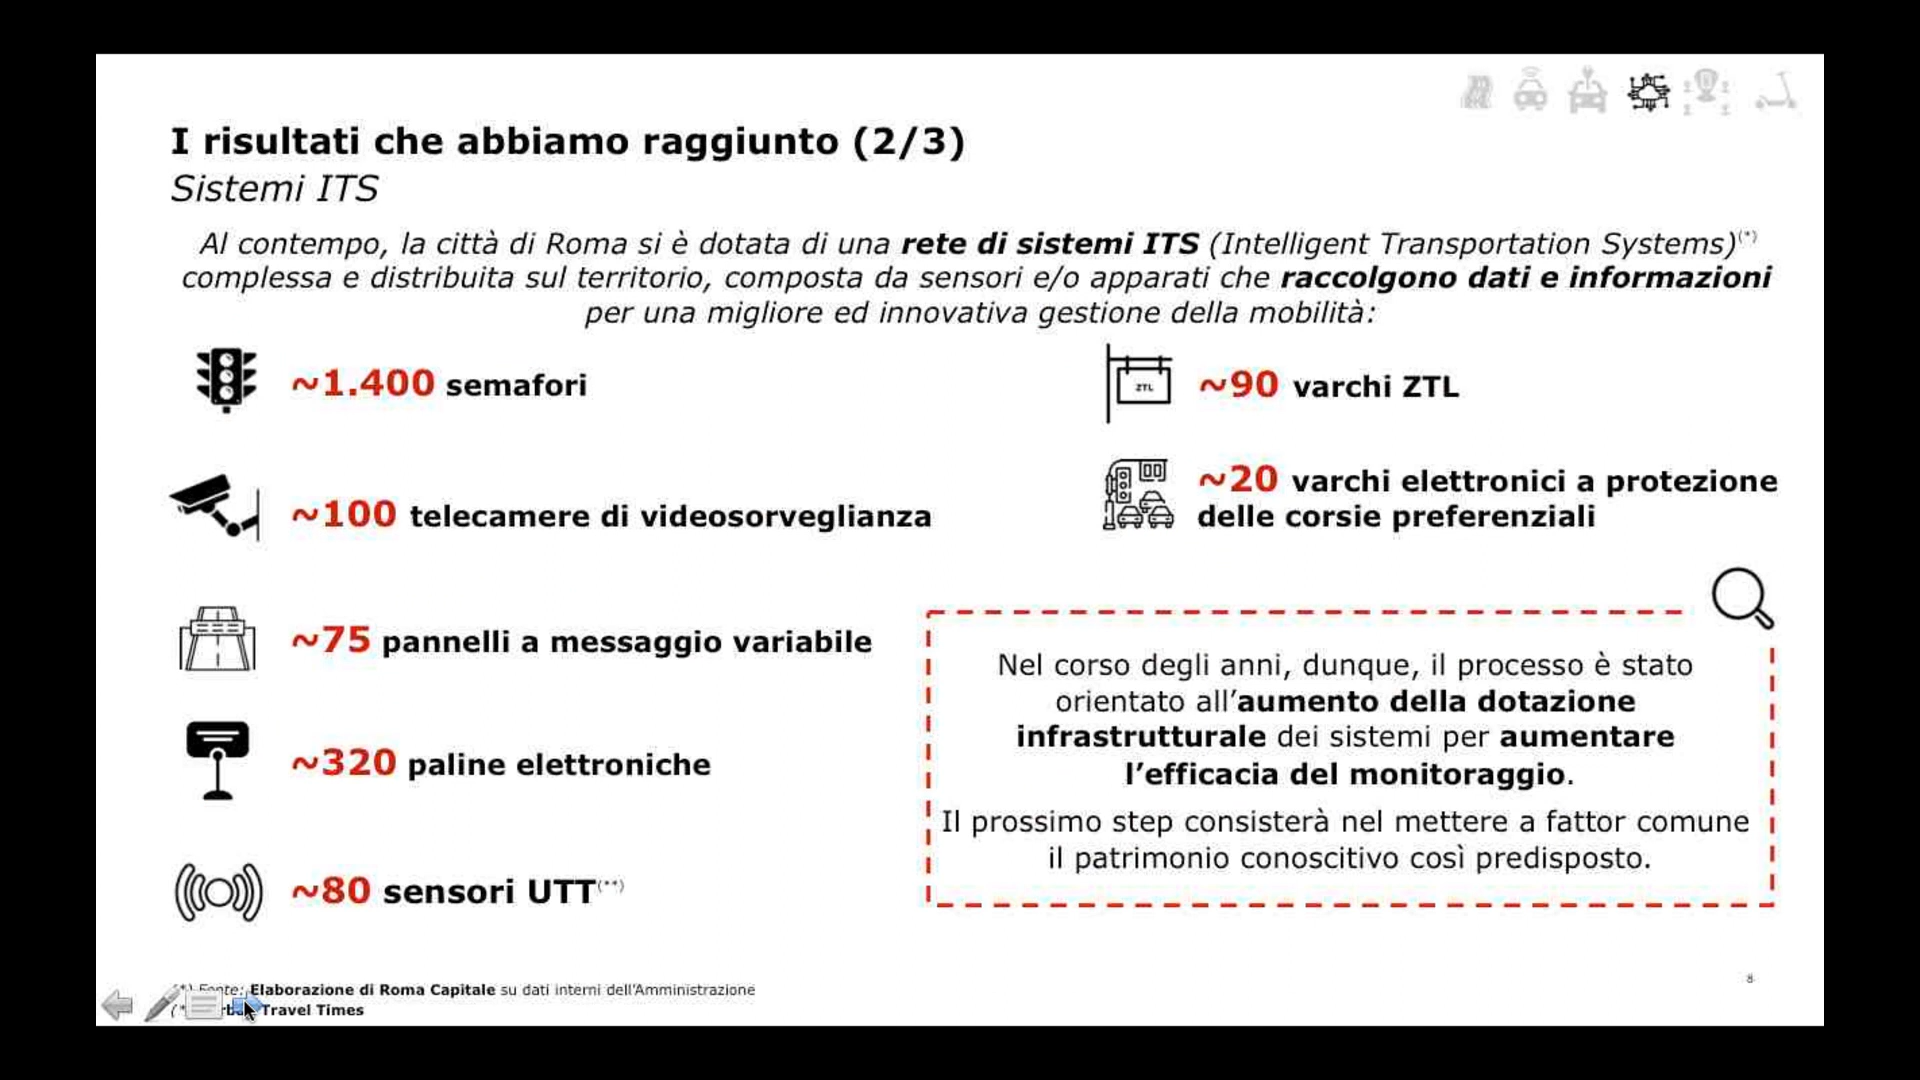 I risultati che abbiamo raggiunto (2/3)
Sistemi ITS
Al contempo, la città di Roma si è dotata di una rete di sistemi ITS (Intelligent Transportation Systems)(*)
complessa e distribuita sul territorio, composta da sensori e/o apparati che raccolgono dati e informazioni
per una migliore ed innovativa gestione della mobilità:
~1.400 semafori
~100 telecamere di videosorveglianza
~75 pannelli a messaggio variabile
~320 paline elettroniche
~80 sensori UTT(**)
ZTL
~90 varchi ZTL
~20 varchi elettronici a protezione
delle corsie preferenziali
Nel corso degli anni, dunque, il processo è stato
orientato all’aumento della dotazione
infrastrutturale dei sistemi per aumentare
l’efficacia del monitoraggio.
Il prossimo step consisterà nel mettere a fattor comune
il patrimonio conoscitivo così predisposto.
(*) Fonte: Elaborazione di Roma Capitale su dati interni dell’Amministrazione
Travel Times
8